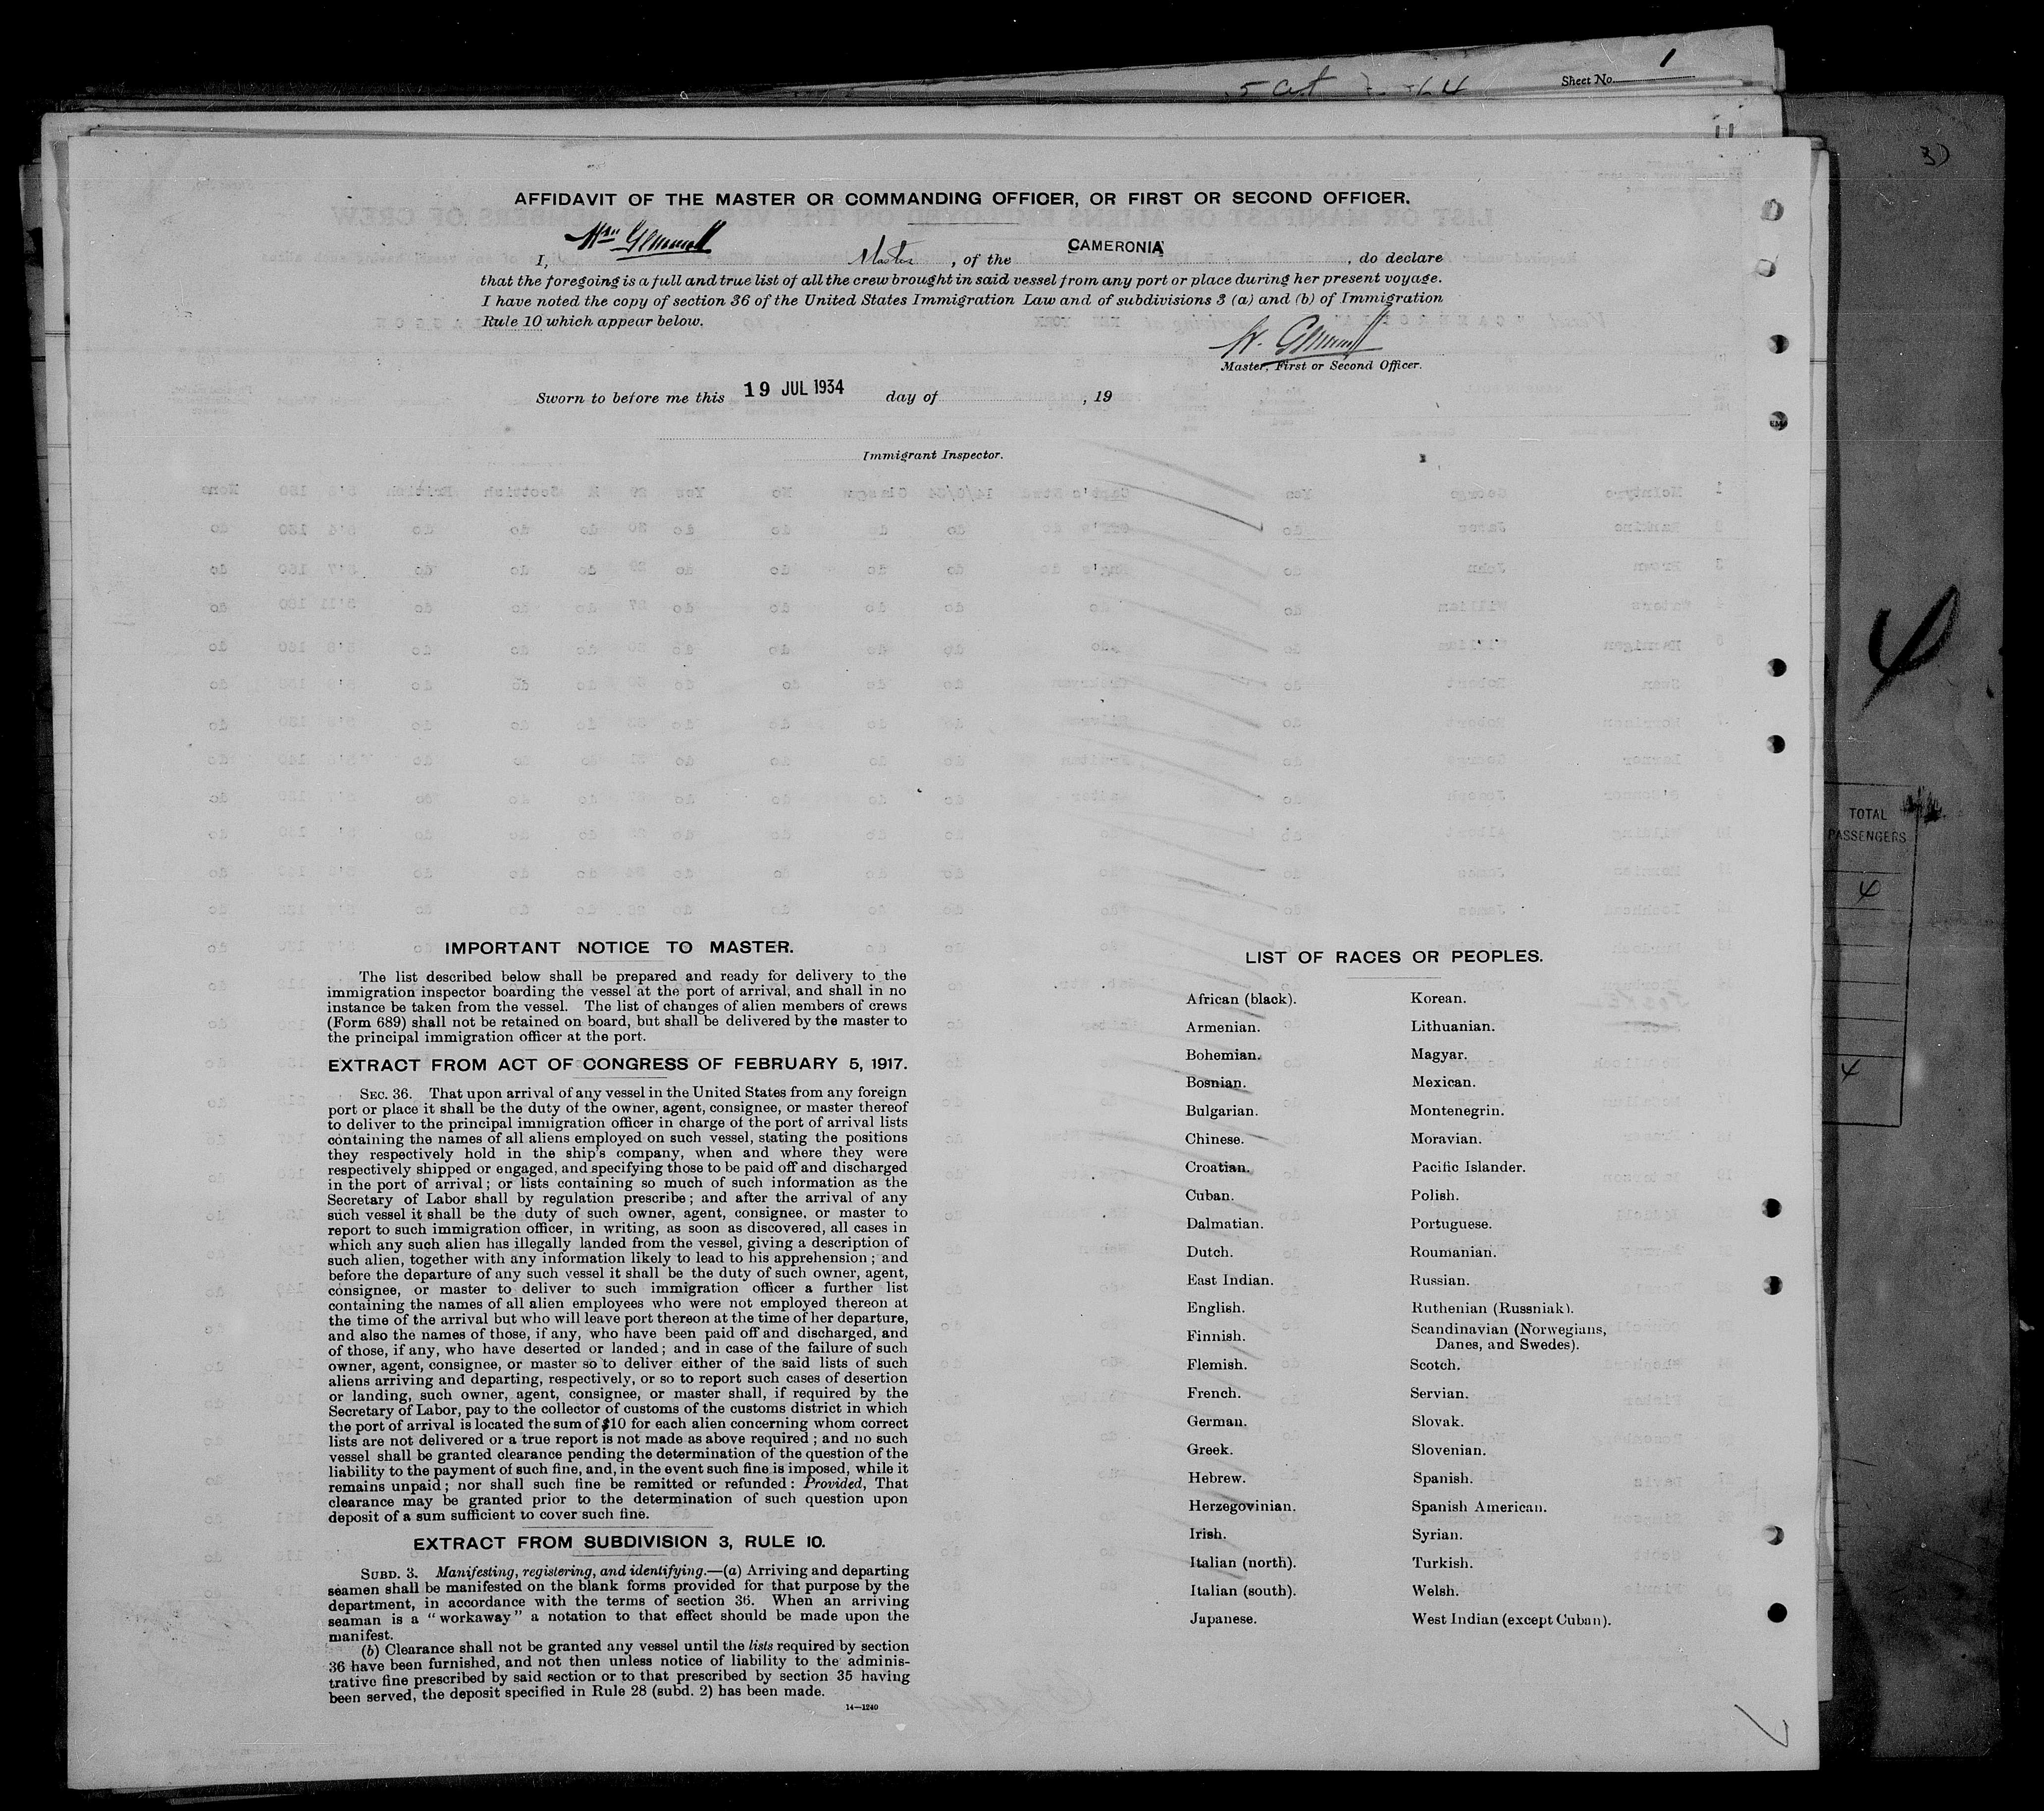 Sheet No. 1
AFFIDAVIT OF THE MASTER OR COMMANDING OFFICER, OR FIRST OR SECOND OFFICER.
I, Wm Gemmell Master, of the CAMERONIA, do declare
that the foregoing is a full and true list of all the crew brought in said vessel from any port or place during her present voyage.
I have noted the copy of section 36 of the United States Immigration Law and of subdivisions 3 (a) and (b) of Immigration
Rule 10 which appear below.
W. Gemmell
Master, First or Second Officer.
Sworn to before me this 19 JUL 1934 day of , 19
Immigrant Inspector.
IMPORTANT NOTICE TO MASTER.
The list described below shall be prepared and ready for delivery to the
immigration inspector boarding the vessel at the port of arrival, and shall in no
instance be taken from the vessel. The list of changes of alien members of crews
(Form 689) shall not be retained on board, but shall be delivered by the master to
the principal immigration officer at the port.
EXTRACT FROM ACT OF CONGRESS OF FEBRUARY 5, 1917.
SEC. 36. That upon arrival of any vessel in the United States from any foreign
port or place it shall be the duty of the owner, agent, consignee, or master thereof
to deliver to the principal immigration officer in charge of the port of arrival lists
containing the names of all aliens employed on such vessel, stating the positions
they respectively hold in the ship's company, when and where they were
respectively shipped or engaged, and specifying those to be paid off and discharged
in the port of arrival; or lists containing so much of such information as the
Secretary of Labor shall by regulation prescribe; and after the arrival of any
such vessel it shall be the duty of such owner, agent, consignee, or master to
report to such immigration officer, in writing, as soon as discovered, all cases in
which any such alien has illegally landed from the vessel, giving a description of
such alien, together with any information likely to lead to his apprehension; and
before the departure of any such vessel it shall be the duty of such owner, agent,
consignee, or master to deliver to such immigration officer a further list
containing the names of all alien employees who were not employed thereon at
the time of the arrival but who will leave port thereon at the time of her departure,
and also the names of those, if any, who have been paid off and discharged, and
of those, if any, who have deserted or landed; and in case of the failure of such
owner, agent, consignee, or master so to deliver either of the said lists of such
aliens arriving and departing, respectively, or so to report such cases of desertion
or landing, such owner, agent, consignee, or master shall, if required by the
Secretary of Labor, pay to the collector of customs of the customs district in which
the port of arrival is located the sum of $10 for each alien concerning whom correct
lists are not delivered or a true report is not made as above required; and no such
vessel shall be granted clearance pending the determination of the question of the
liability to the payment of such fine, and, in the event such fine is imposed, while it
remains unpaid; nor shall such fine be remitted or refunded: Provided, That
clearance may be granted prior to the determination of such question upon
deposit of a sum sufficient to cover such fine.
EXTRACT FROM SUBDIVISION 3, RULE 10.
SUBD. 3. Manifesting, registering, and identifying.—(a) Arriving and departing
seamen shall be manifested on the blank forms provided for that purpose by the
department, in accordance with the terms of section 36. When an arriving
seaman is a "workaway" a notation to that effect should be made upon the
manifest.
(b) Clearance shall not be granted any vessel until the lists required by section
36 have been furnished, and not then unless notice of liability to the adminis-
trative fine prescribed by said section or to that prescribed by section 35 having
been served, the deposit specified in Rule 28 (subd. 2) has been made.
14—1240
LIST OF RACES OR PEOPLES.
African (black). Korean.
Armenian. Lithuanian.
Bohemian. Magyar.
Bosnian. Mexican.
Bulgarian. Montenegrin.
Chinese. Moravian.
Croatian. Pacific Islander.
Cuban. Polish.
Dalmatian. Portuguese.
Dutch. Roumanian.
East Indian. Russian.
English. Ruthenian (Russniak).
Finnish. Scandinavian (Norwegians,
Danes, and Swedes).
Flemish. Scotch.
French. Servian.
German. Slovak.
Greek. Slovenian.
Hebrew. Spanish.
Herzegovinian. Spanish American.
Irish. Syrian.
Italian (north). Turkish.
Italian (south). Welsh.
Japanese. West Indian (except Cuban).
4
TOTAL
PASSENGERS
4
4
7